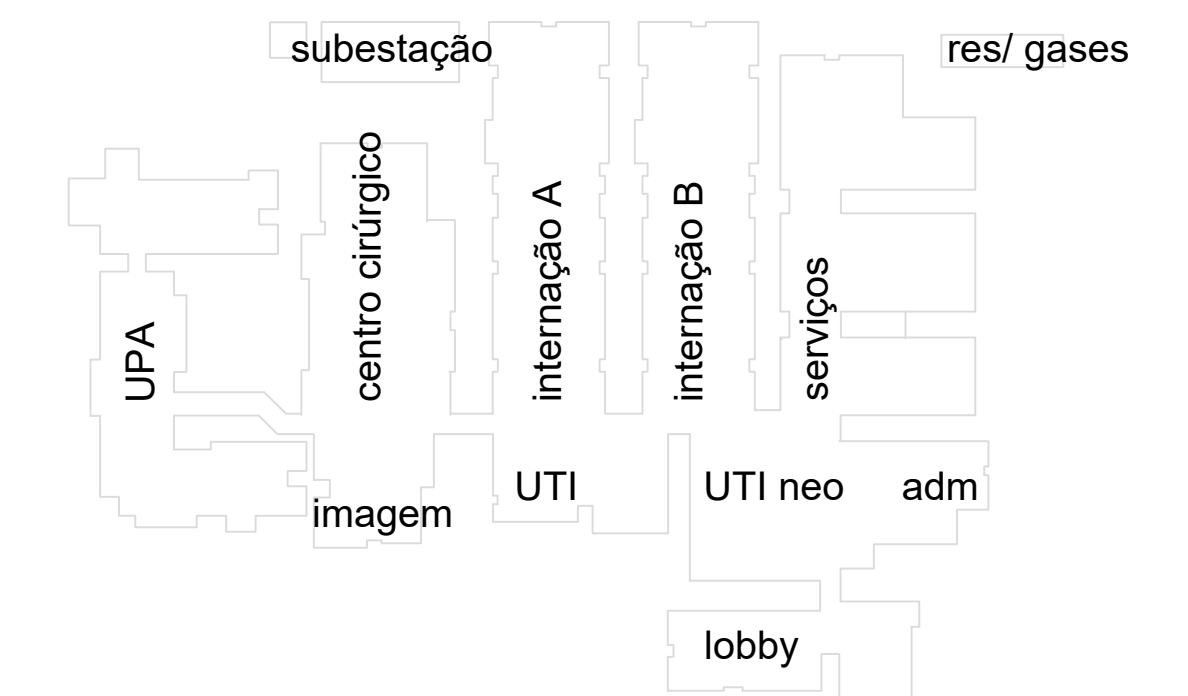 subestação
res/ gases
UPA
centro cirúrgico
internação A
internação B
serviços
UTI
UTI neo
adm
imagem
lobby